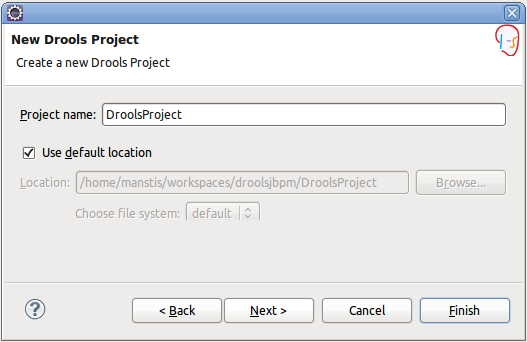 New Drools Project
Create a new Drools Project
Project name: DroolsProject
Use default location
Location: /home/manstis/workspaces/droolsjbpm/DroolsProject Browse...
Choose file system: default
? < Back Next > Cancel Finish